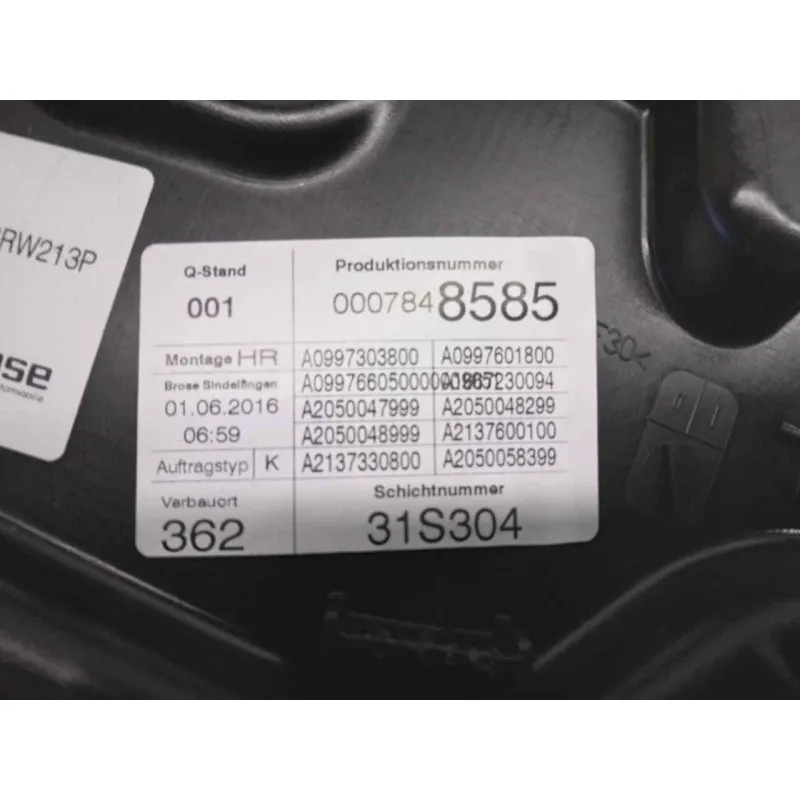 RW213P
ose
Q-Stand
001
Produktionsnummer
0007848585
Montage HR
A0997303800
A0997601800
Brose Sindelfingen
01.06.2016
06:59
A2050047999
A2050048299
A2050048999
A2137600100
Auftragstyp K
A2137330800
A2050058399
Verbauort
362
Schichtnummer
31S304